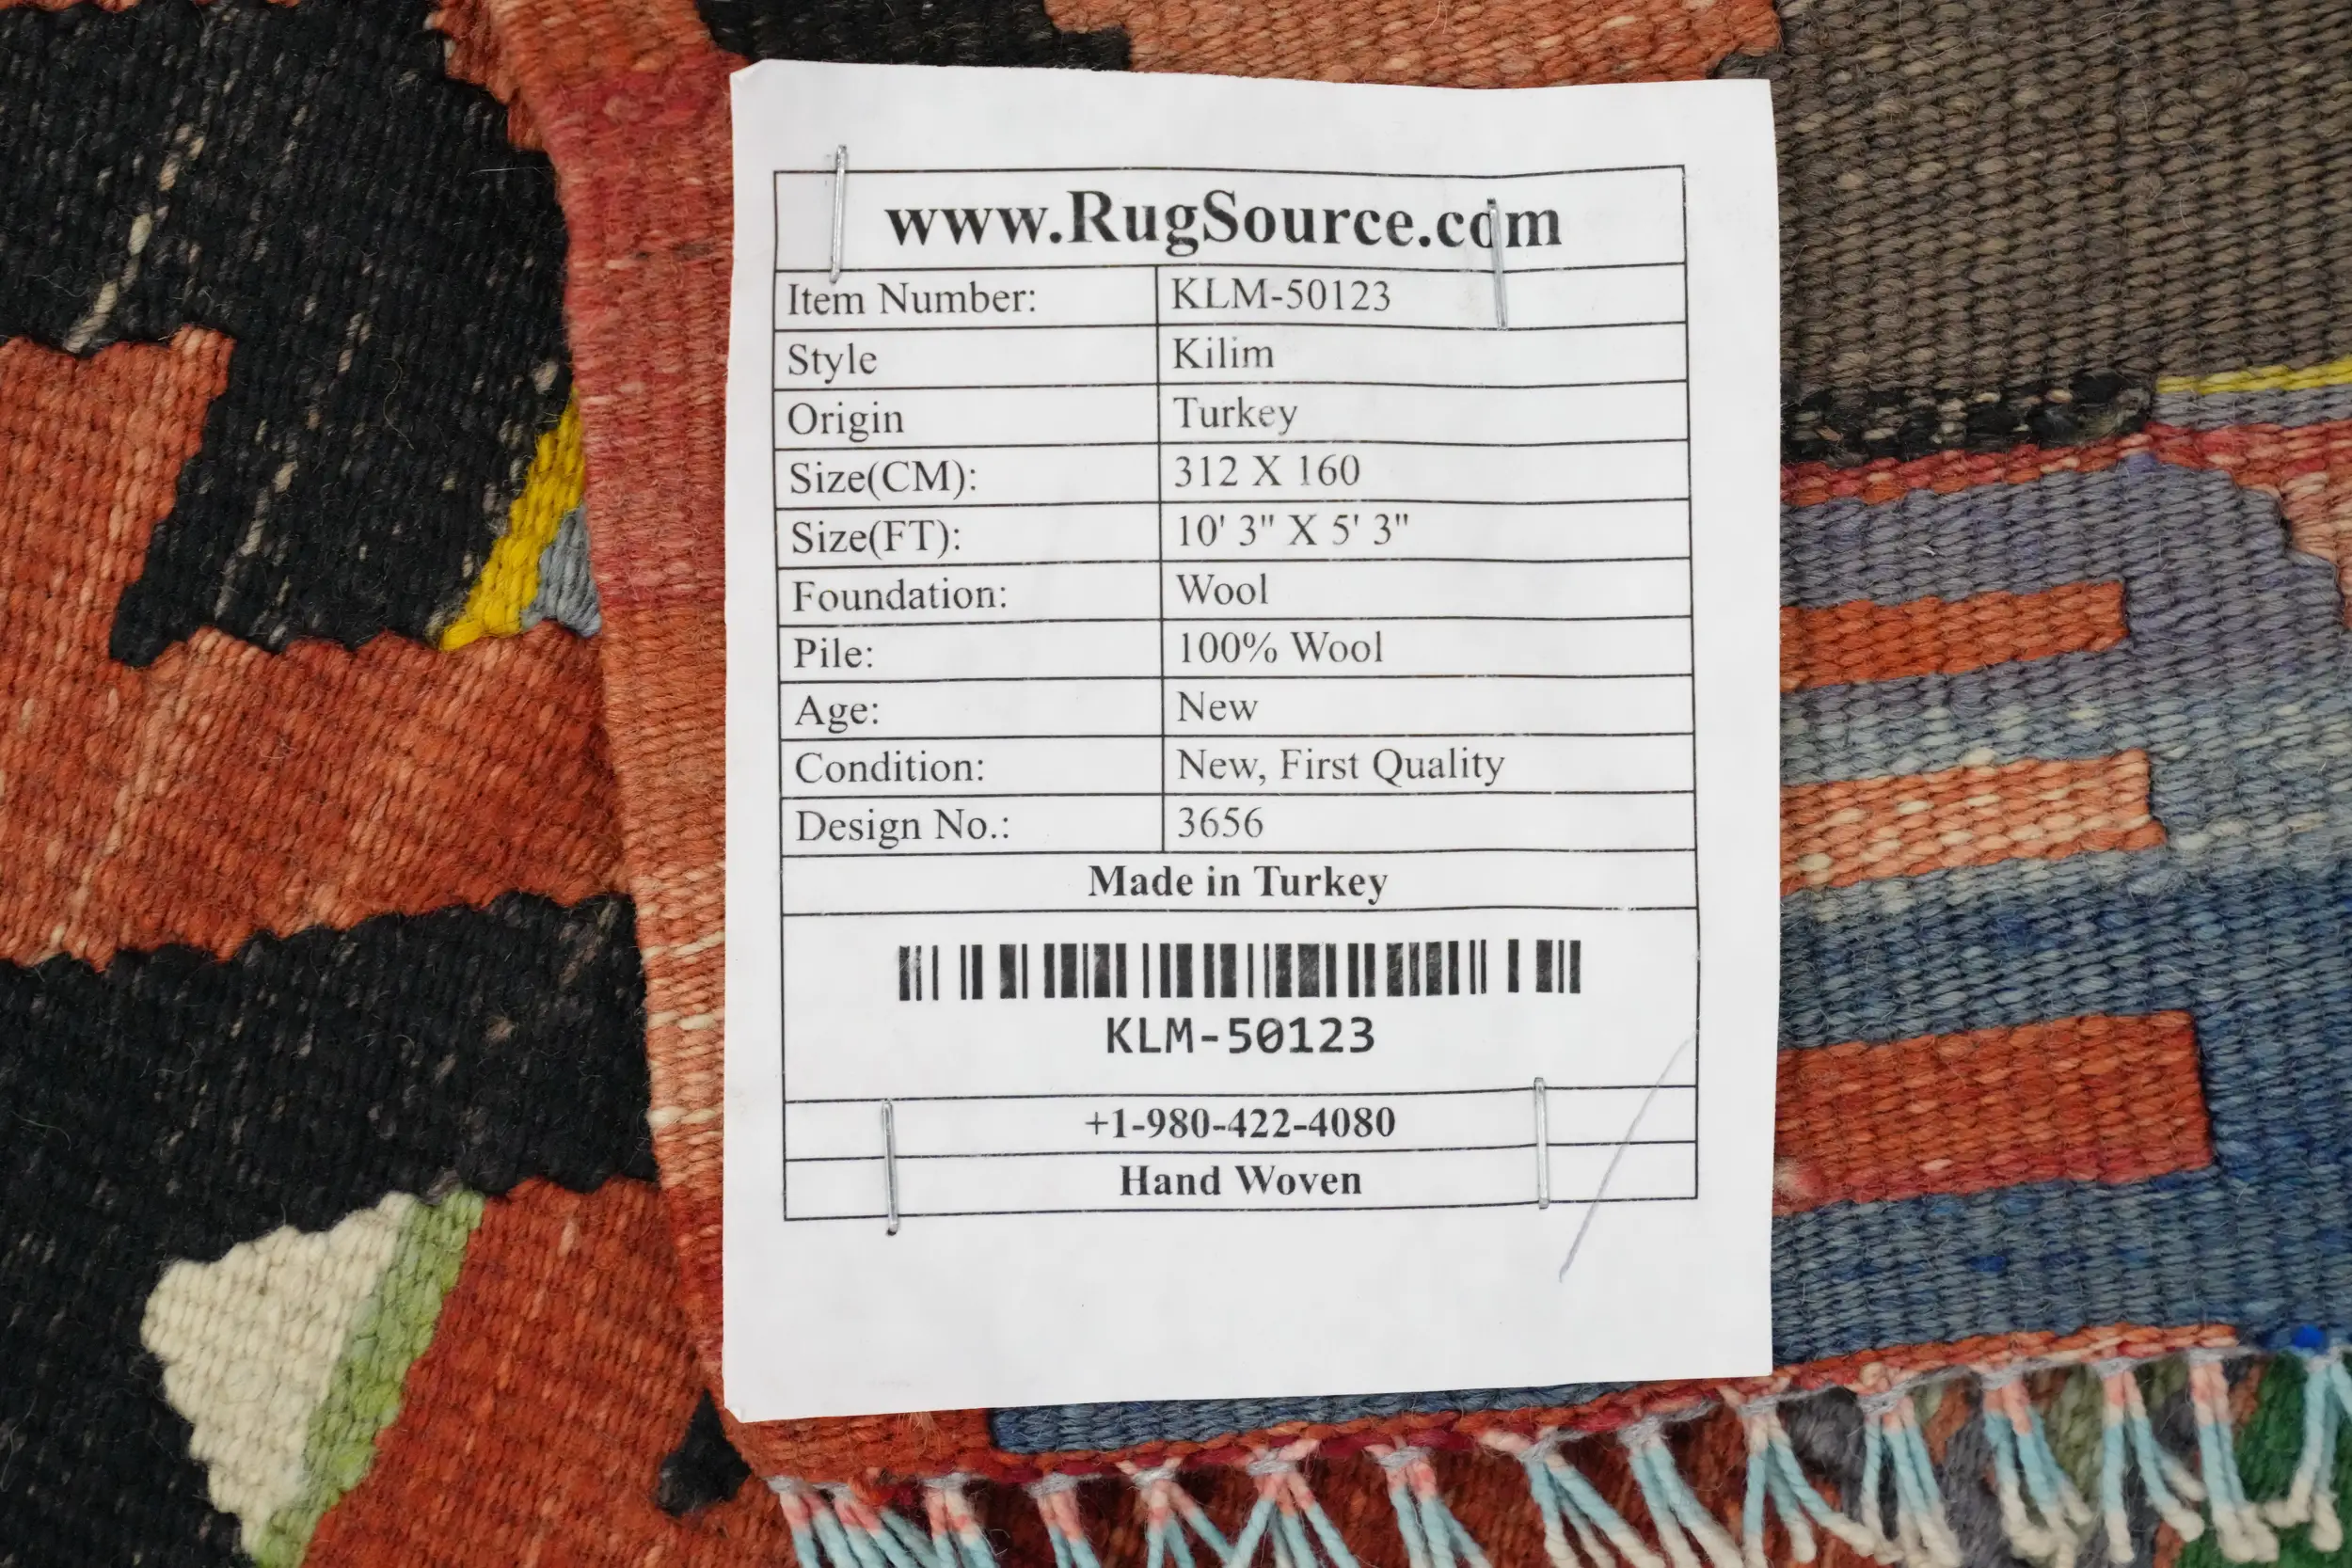 www.RugSource.com
Item Number: KLM-50123
Style Kilim
Origin Turkey
Size(CM): 312 X 160
Size(FT): 10' 3" X 5' 3"
Foundation: Wool
Pile: 100% Wool
Age: New
Condition: New, First Quality
Design No.: 3656
Made in Turkey
KLM-50123
+1-980-422-4080
Hand Woven